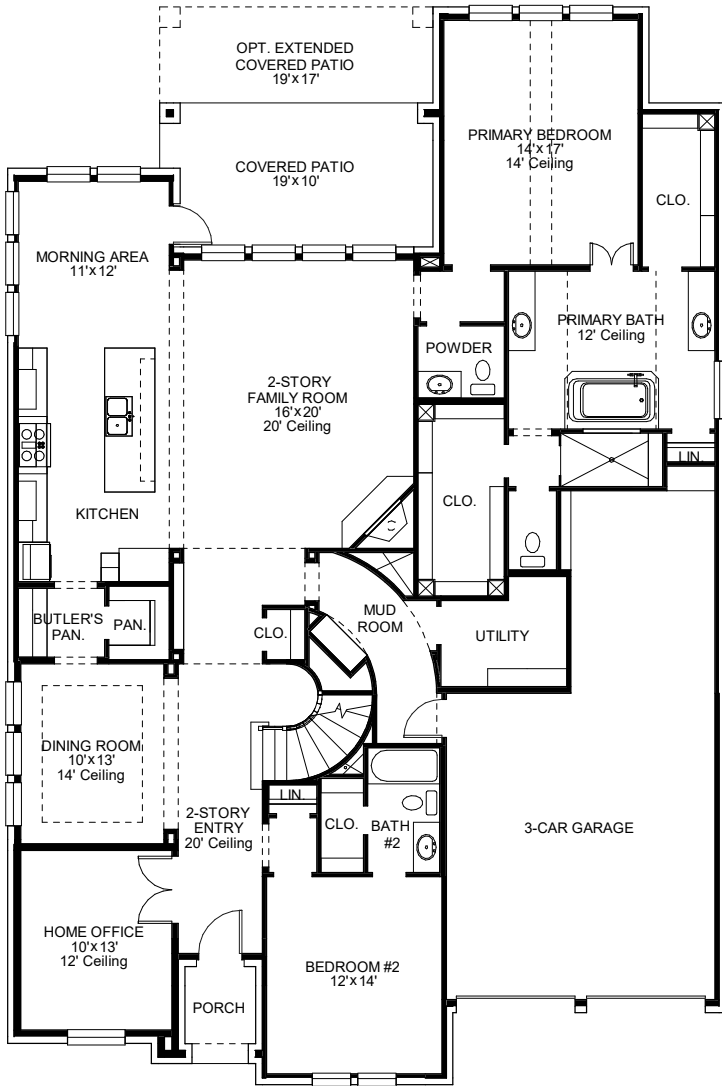 OPT. EXTENDED
COVERED PATIO
19'x17'
PRIMARY BEDROOM
14'x17'
14' Ceiling
COVERED PATIO
19'x10'
CLO.
MORNING AREA
11'x12'
PRIMARY BATH
12' Ceiling
POWDER
2-STORY
FAMILY ROOM
16'x20'
20' Ceiling
LIN.
KITCHEN
CLO.
BUTLER'S
PAN.
PAN.
CLO.
MUD
ROOM
UTILITY
DINING ROOM
10'x13'
14' Ceiling
LIN.
2-STORY
ENTRY
20' Ceiling
CLO.
BATH
#2
3-CAR GARAGE
HOME OFFICE
10'x13'
12' Ceiling
BEDROOM #2
12'x14'
PORCH